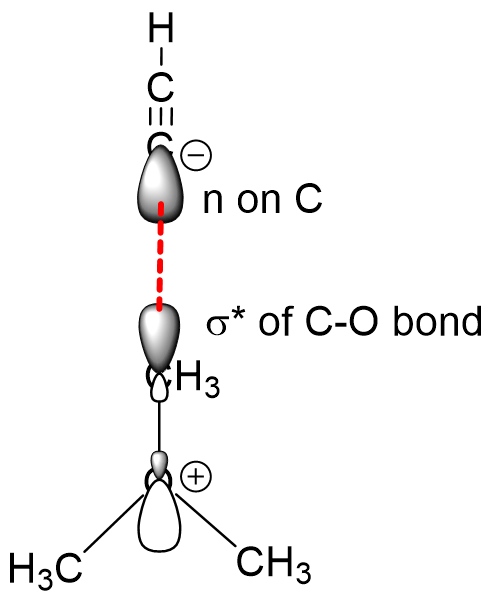 H
C
C
⊖
n on C
σ* of C-O bond
CH₃
O
⊕
H₃C
CH₃